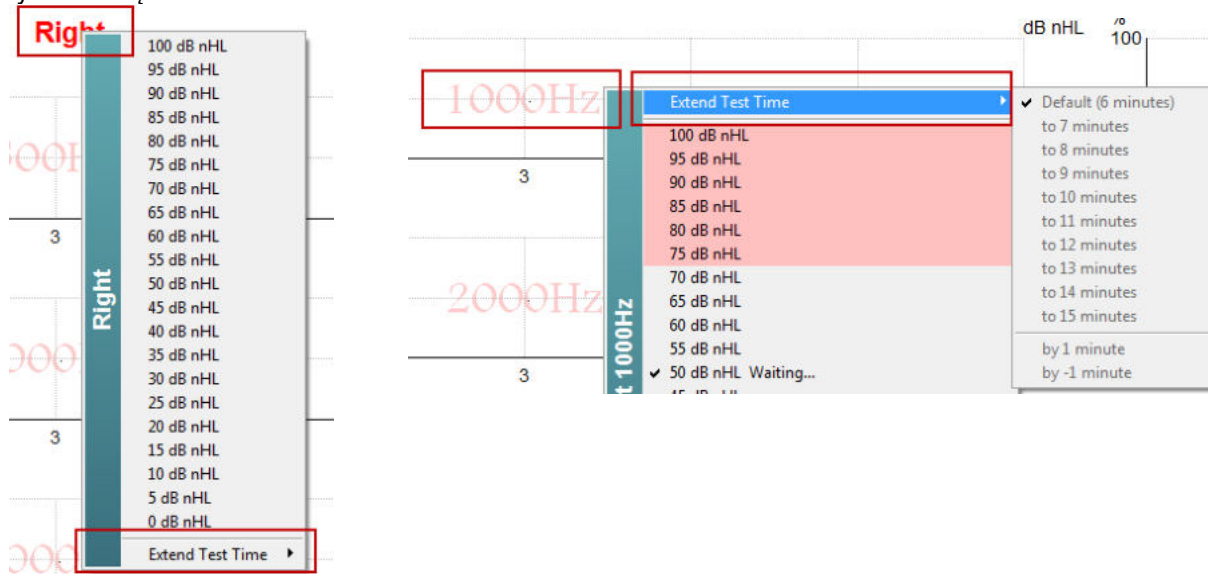 Right
100 dB nHL
95 dB nHL
90 dB nHL
85 dB nHL
80 dB nHL
75 dB nHL
70 dB nHL
65 dB nHL
3
60 dB nHL
55 dB nHL
50 dB nHL
45 dB nHL
40 dB nHL
35 dB nHL
30 dB nHL
25 dB nHL
3
20 dB nHL
15 dB nHL
10 dB nHL
5 dB nHL
0 dB nHL
Extend Test Time
Right
dB nHL
100
1000Hz
Extend Test Time
100 dB nHL
95 dB nHL
90 dB nHL
85 dB nHL
80 dB nHL
75 dB nHL
70 dB nHL
65 dB nHL
60 dB nHL
55 dB nHL
50 dB nHL Waiting...
3
2000Hz
3
1000Hz
Default (6 minutes)
to 7 minutes
to 8 minutes
to 9 minutes
to 10 minutes
to 11 minutes
to 12 minutes
to 13 minutes
to 14 minutes
to 15 minutes
by 1 minute
by -1 minute